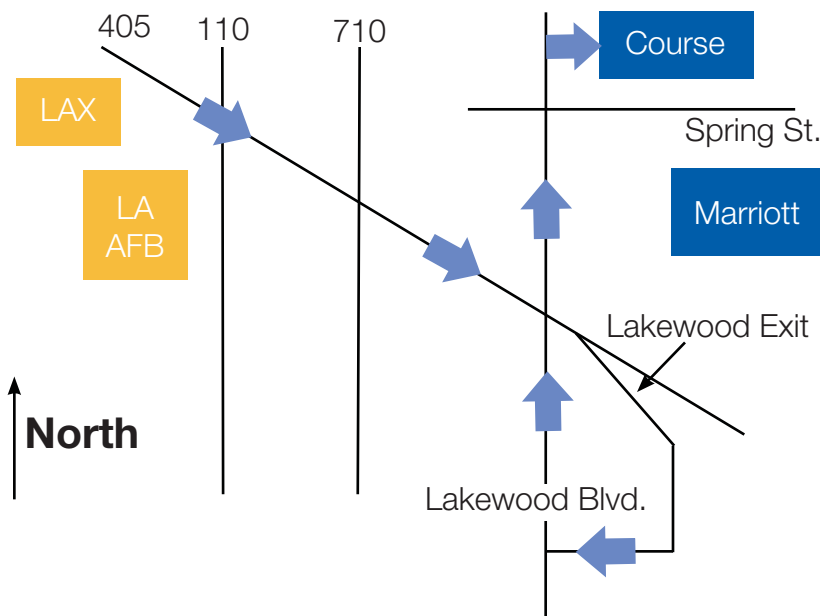 405
110
710
Course
LAX
Spring St.
LA
AFB
Marriott
Lakewood Exit
North
Lakewood Blvd.